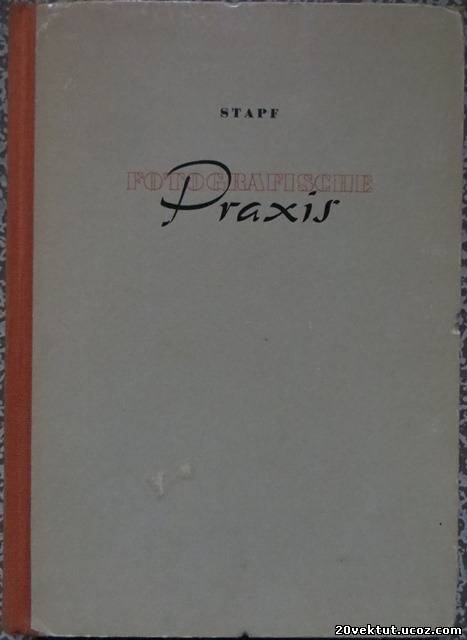 STAPF
FOTOGRAFISCHE
Praxis
20vektut.ucoz.com